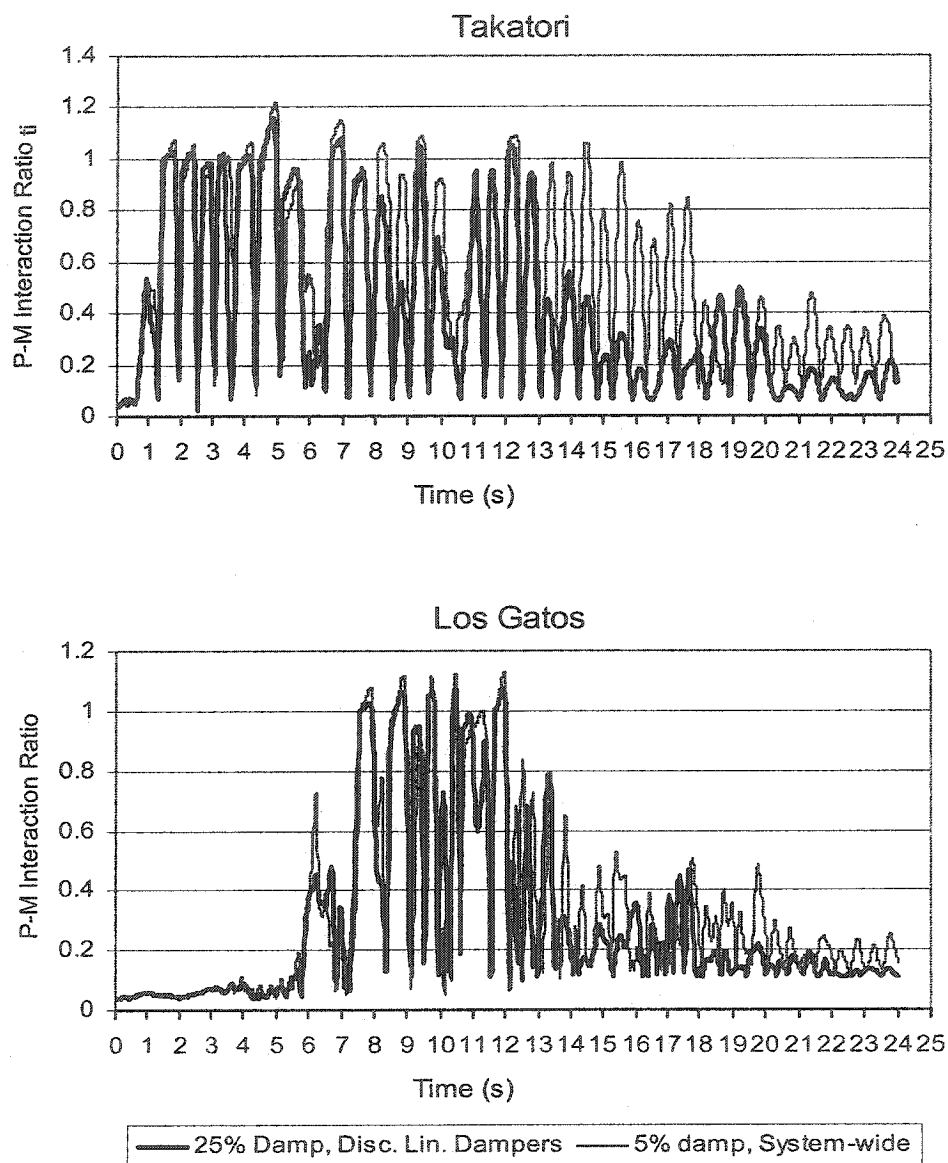 Takatori
P-M Interaction Ratio ti
1.4
1.2
1
0.8
0.6
0.4
0.2
0
0 1 2 3 4 5 6 7 8 9 10 11 12 13 14 15 16 17 18 19 20 21 22 23 24 25
Time (s)
Los Gatos
P-M Interaction Ratio
1.2
1
0.8
0.6
0.4
0.2
0
0 1 2 3 4 5 6 7 8 9 10 11 12 13 14 15 16 17 18 19 20 21 22 23 24 25
Time (s)
25% Damp, Disc. Lin. Dampers 5% damp, System-wide